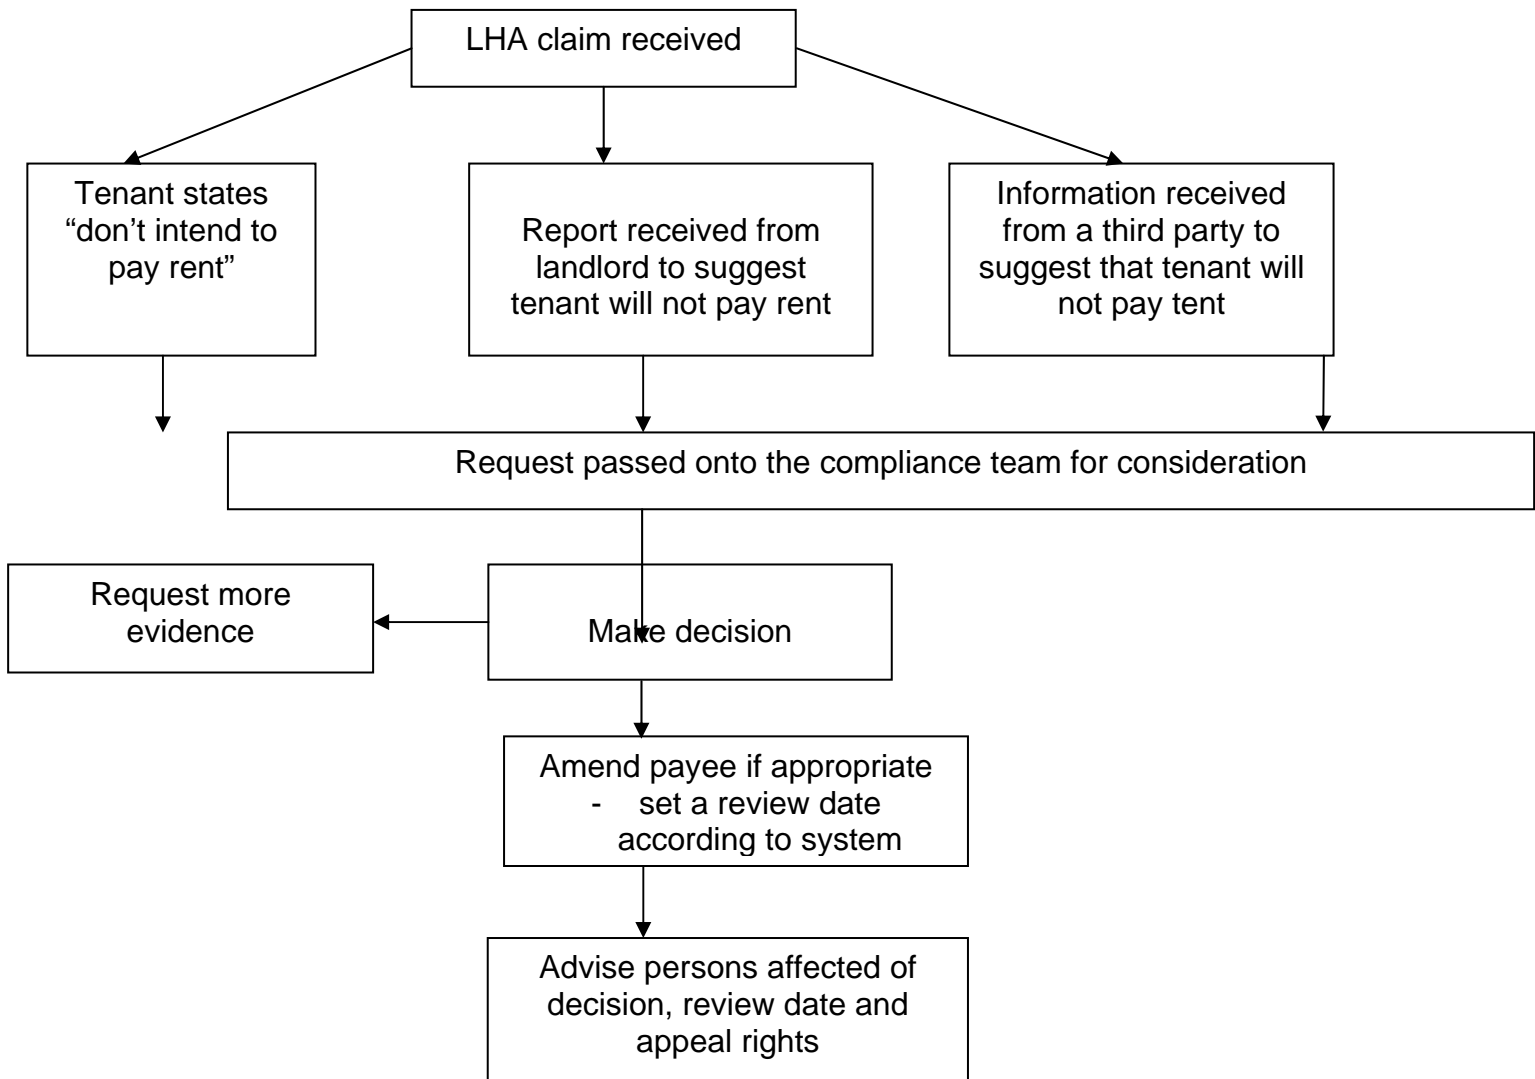 LHA claim received
Tenant states
“don’t intend to
pay rent”
Report received from
landlord to suggest
tenant will not pay rent
Information received
from a third party to
suggest that tenant will
not pay tent
Request passed onto the compliance team for consideration
Request more
evidence
Make decision
Amend payee if appropriate
- set a review date
according to system
Advise persons affected of
decision, review date and
appeal rights